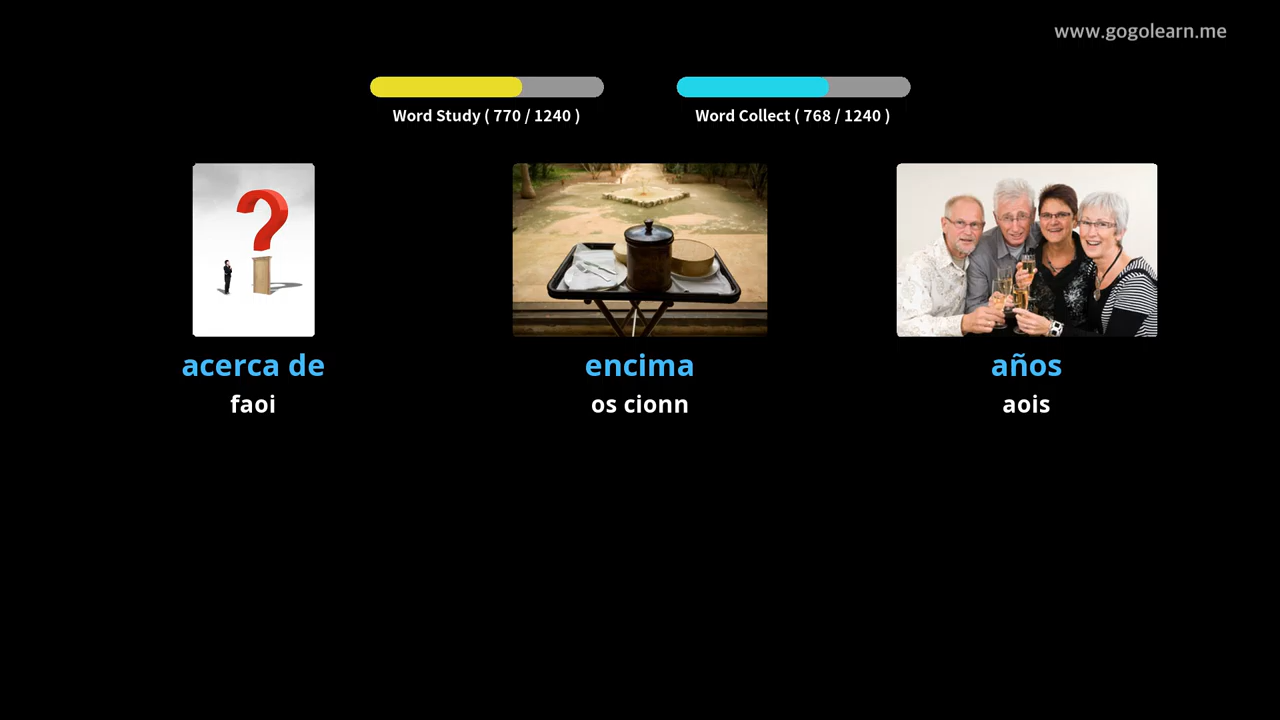 www.gogolearn.me
Word Study ( 770 / 1240 )
Word Collect ( 768 / 1240 )
acerca de
faoi
encima
os cionn
años
aois